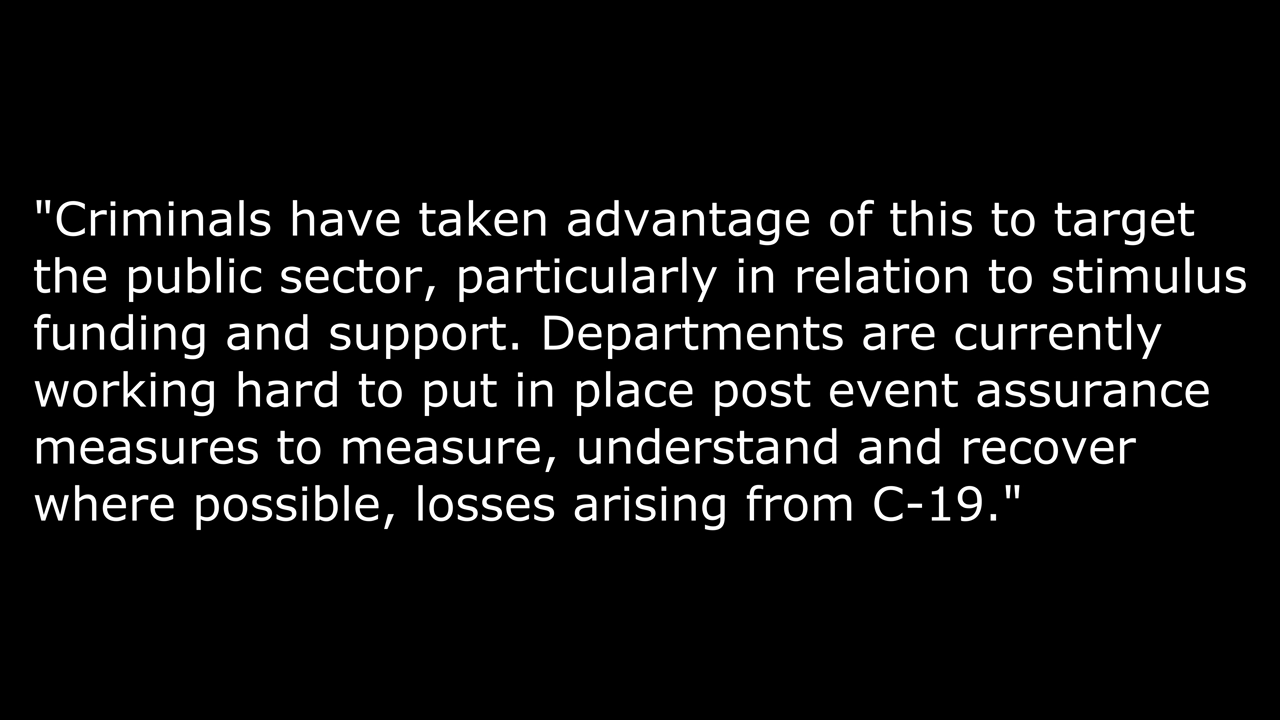 "Criminals have taken advantage of this to target
the public sector, particularly in relation to stimulus
funding and support. Departments are currently
working hard to put in place post event assurance
measures to measure, understand and recover
where possible, losses arising from C-19."